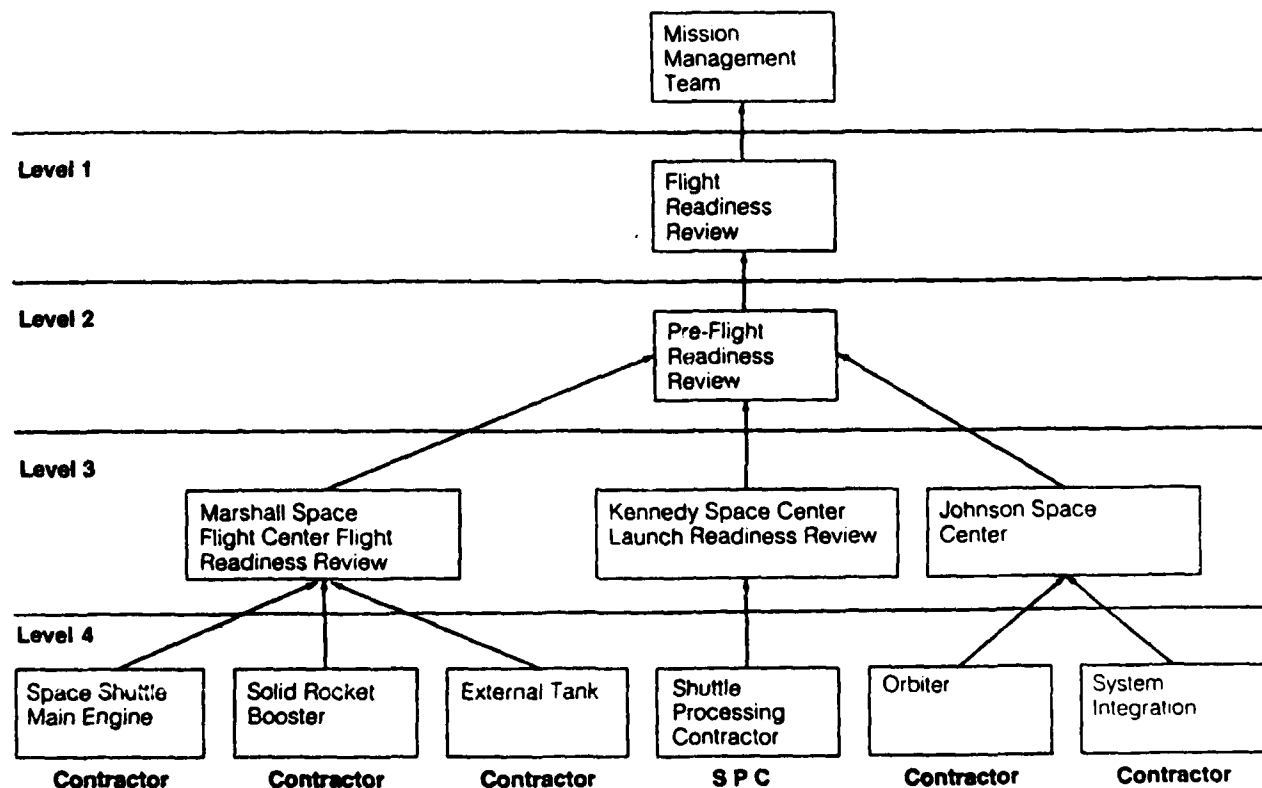 Mission
Management
Team
Level 1
Flight
Readiness
Review
Level 2
Pre-Flight
Readiness
Review
Level 3
Marshall Space
Flight Center Flight
Readiness Review
Kennedy Space Center
Launch Readiness Review
Johnson Space
Center
Level 4
Space Shuttle
Main Engine
Solid Rocket
Booster
External Tank
Shuttle
Processing
Contractor
Orbiter
System
Integration
Contractor
Contractor
Contractor
S P C
Contractor
Contractor